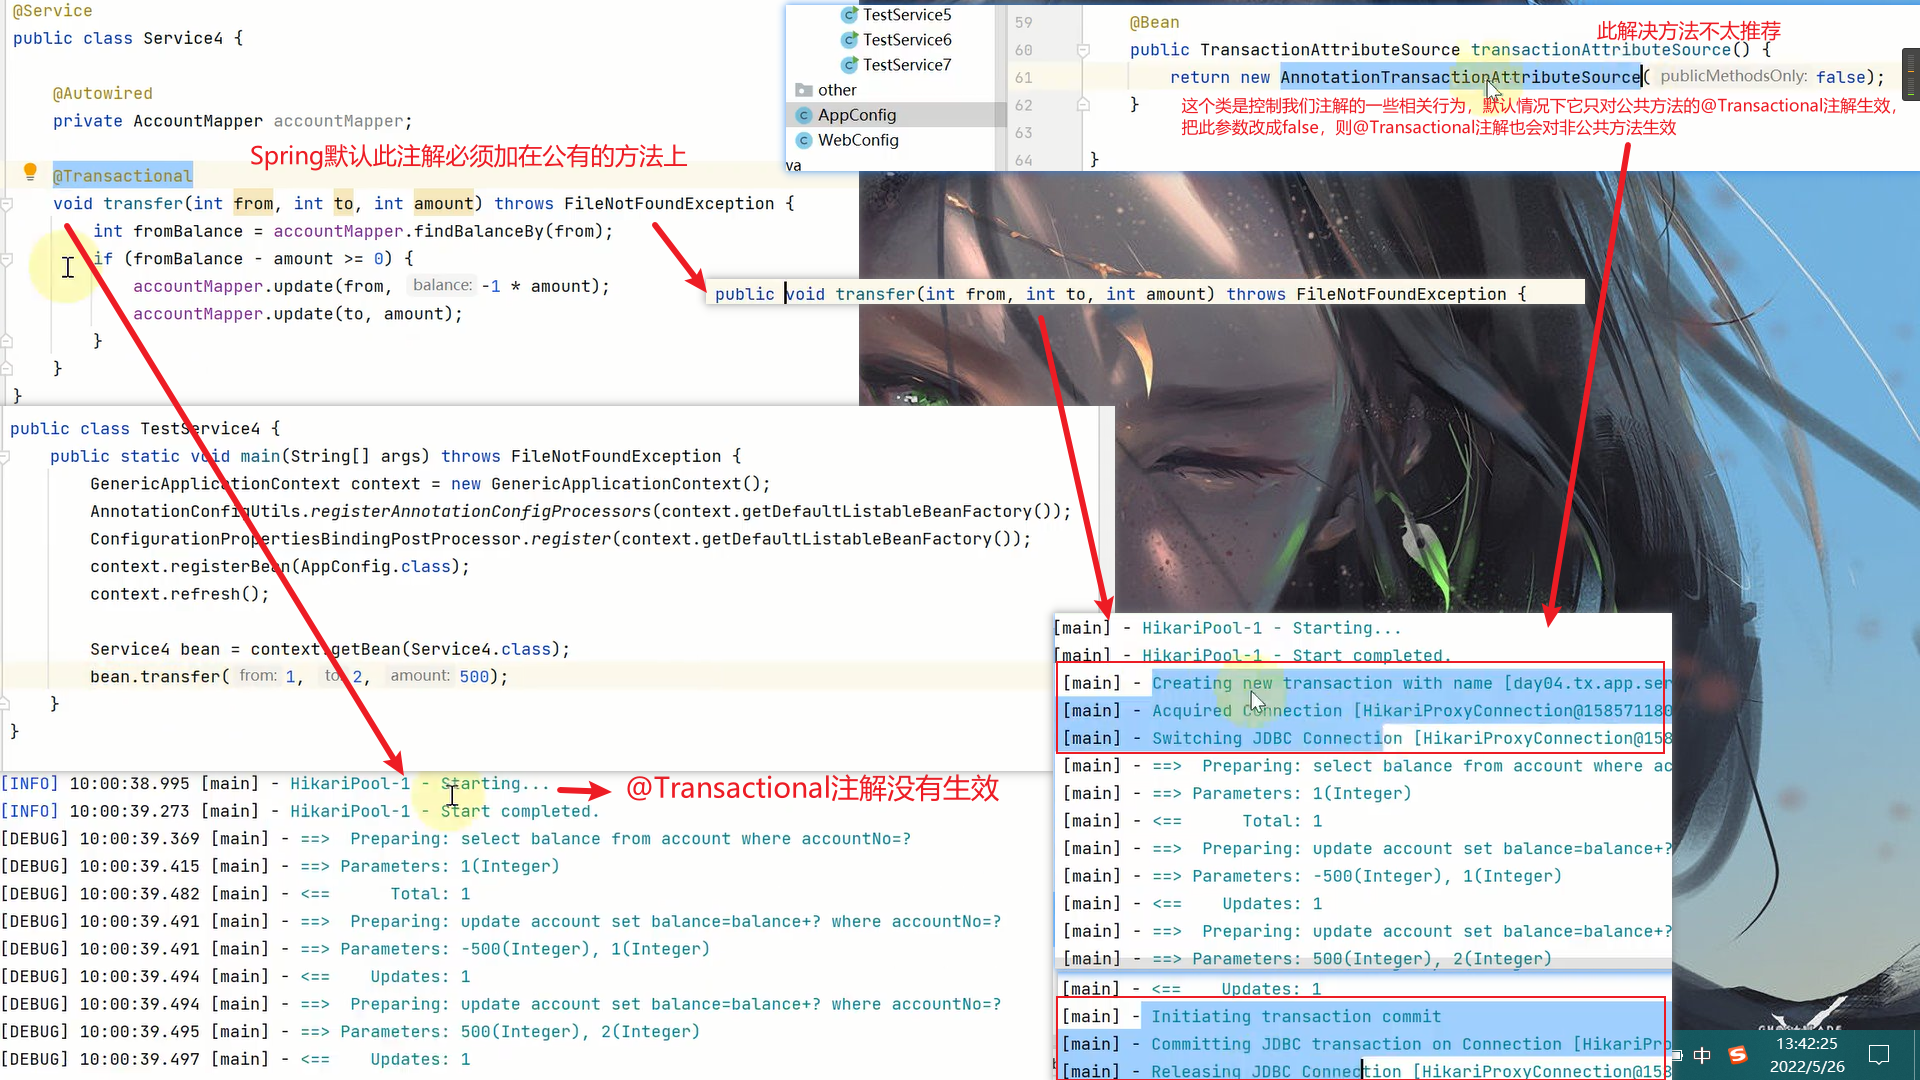 @Service
public class Service4 {
@Autowired
private AccountMapper accountMapper;
Spring默认此注解必须加在公有的方法上
@Transactional
void transfer(int from, int to, int amount) throws FileNotFoundException {
int fromBalance = accountMapper.findBalanceBy(from);
if (fromBalance - amount >= 0) {
accountMapper.update(from, balance: -1 * amount);
accountMapper.update(to, amount);
}
}
}
TestService5
TestService6
TestService7
other
AppConfig
WebConfig
va
59 @Bean
此解决方法不太推荐
60 public TransactionAttributeSource transactionAttributeSource() {
61 return new AnnotationTransactionAttributeSource( publicMethodsOnly: false);
62 }
这个类是控制我们注解的一些相关行为，默认情况下它只对公共方法的@Transactional注解生效，
把此参数改成false，则@Transactional注解也会对非公共方法生效
63
64 }
public void transfer(int from, int to, int amount) throws FileNotFoundException {
public class TestService4 {
public static void main(String[] args) throws FileNotFoundException {
GenericApplicationContext context = new GenericApplicationContext();
AnnotationConfigUtils.registerAnnotationConfigProcessors(context.getDefaultListableBeanFactory());
ConfigurationPropertiesBindingPostProcessor.register(context.getDefaultListableBeanFactory());
context.registerBean(AppConfig.class);
context.refresh();
Service4 bean = context.getBean(Service4.class);
bean.transfer( from: 1, to: 2, amount: 500);
}
}
[INFO] 10:00:38.995 [main] - HikariPool-1 - Starting...
@Transactional注解没有生效
[INFO] 10:00:39.273 [main] - HikariPool-1 - Start completed.
[DEBUG] 10:00:39.369 [main] - ==>  Preparing: select balance from account where accountNo=?
[DEBUG] 10:00:39.415 [main] - ==> Parameters: 1(Integer)
[DEBUG] 10:00:39.482 [main] - <==      Total: 1
[DEBUG] 10:00:39.491 [main] - ==>  Preparing: update account set balance=balance+? where accountNo=?
[DEBUG] 10:00:39.491 [main] - ==> Parameters: -500(Integer), 1(Integer)
[DEBUG] 10:00:39.494 [main] - <==    Updates: 1
[DEBUG] 10:00:39.494 [main] - ==>  Preparing: update account set balance=balance+? where accountNo=?
[DEBUG] 10:00:39.495 [main] - ==> Parameters: 500(Integer), 2(Integer)
[DEBUG] 10:00:39.497 [main] - <==    Updates: 1
[main] - HikariPool-1 - Starting...
[main] - HikariPool-1 - Start completed.
[main] - Creating new transaction with name [day04.tx.app.ser
[main] - Acquired Connection [HikariProxyConnection@158571180
[main] - Switching JDBC Connection [HikariProxyConnection@158
[main] - ==>  Preparing: select balance from account where ac
[main] - ==> Parameters: 1(Integer)
[main] - <==      Total: 1
[main] - ==>  Preparing: update account set balance=balance+?
[main] - ==> Parameters: -500(Integer), 1(Integer)
[main] - <==    Updates: 1
[main] - ==>  Preparing: update account set balance=balance+?
[main] - ==> Parameters: 500(Integer), 2(Integer)
[main] - <==    Updates: 1
[main] - Initiating transaction commit
[main] - Committing JDBC transaction on Connection [HikariPro
[main] - Releasing JDBC Connection [HikariProxyConnection@158
中
13:42:25
2022/5/26